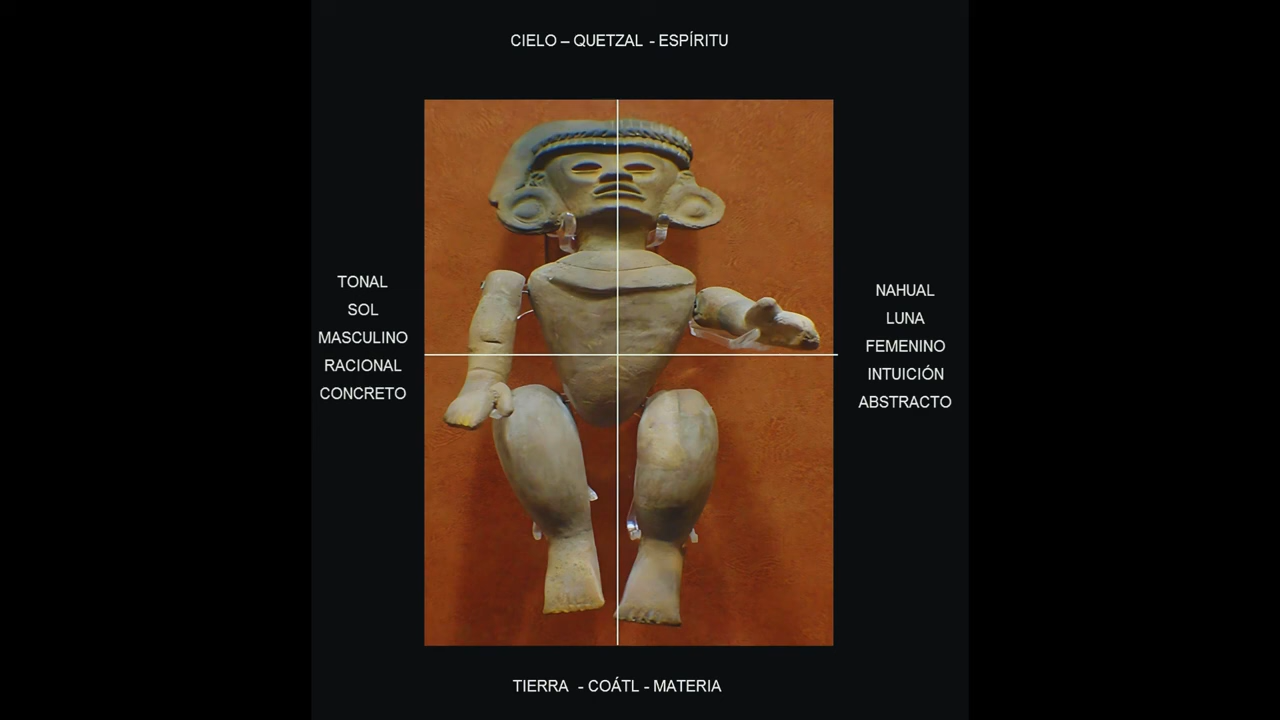 CIELO – QUETZAL - ESPÍRITU
TONAL
SOL
MASCULINO
RACIONAL
CONCRETO
NAHUAL
LUNA
FEMENINO
INTUICIÓN
ABSTRACTO
TIERRA - COÁTL - MATERIA